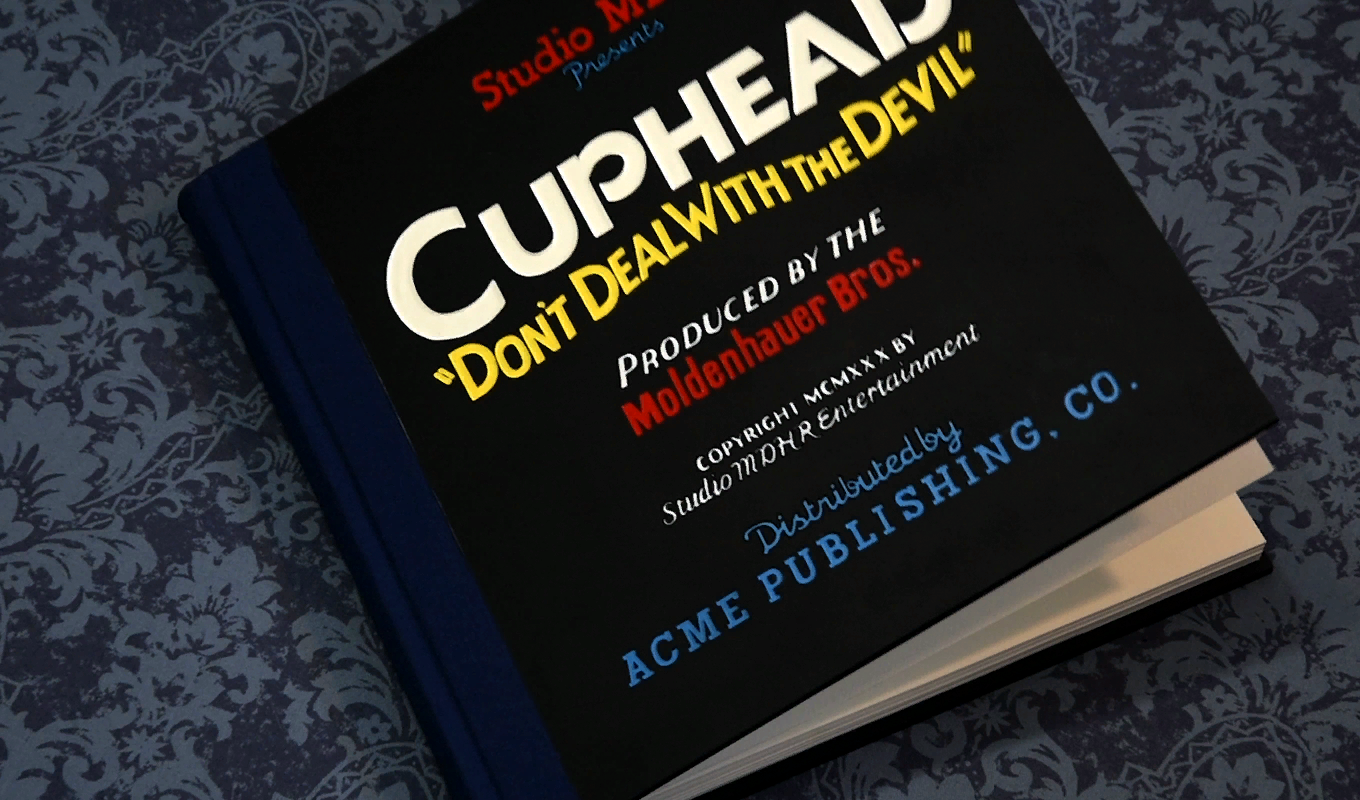 Studio
Presents
CUPHEAD
"DON'T DEAL WITH THE DEVIL"
PRODUCED BY THE
Moldenhauer Bros.
COPYRIGHT MCMXXX BY
Studio MDHR Entertainment
Distributed by
ACME PUBLISHING. CO.